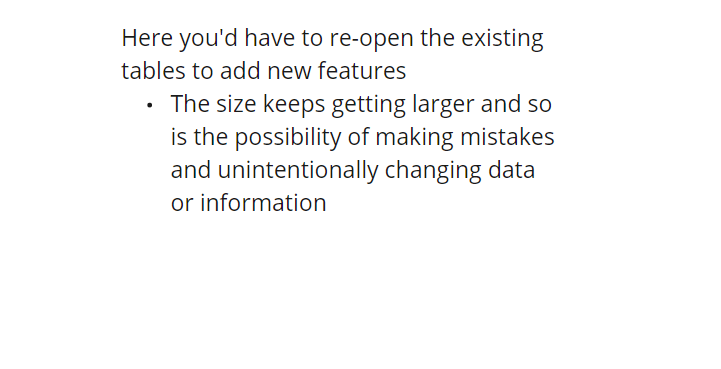 Here you'd have to re-open the existing
tables to add new features
• The size keeps getting larger and so
is the possibility of making mistakes
and unintentionally changing data
or information